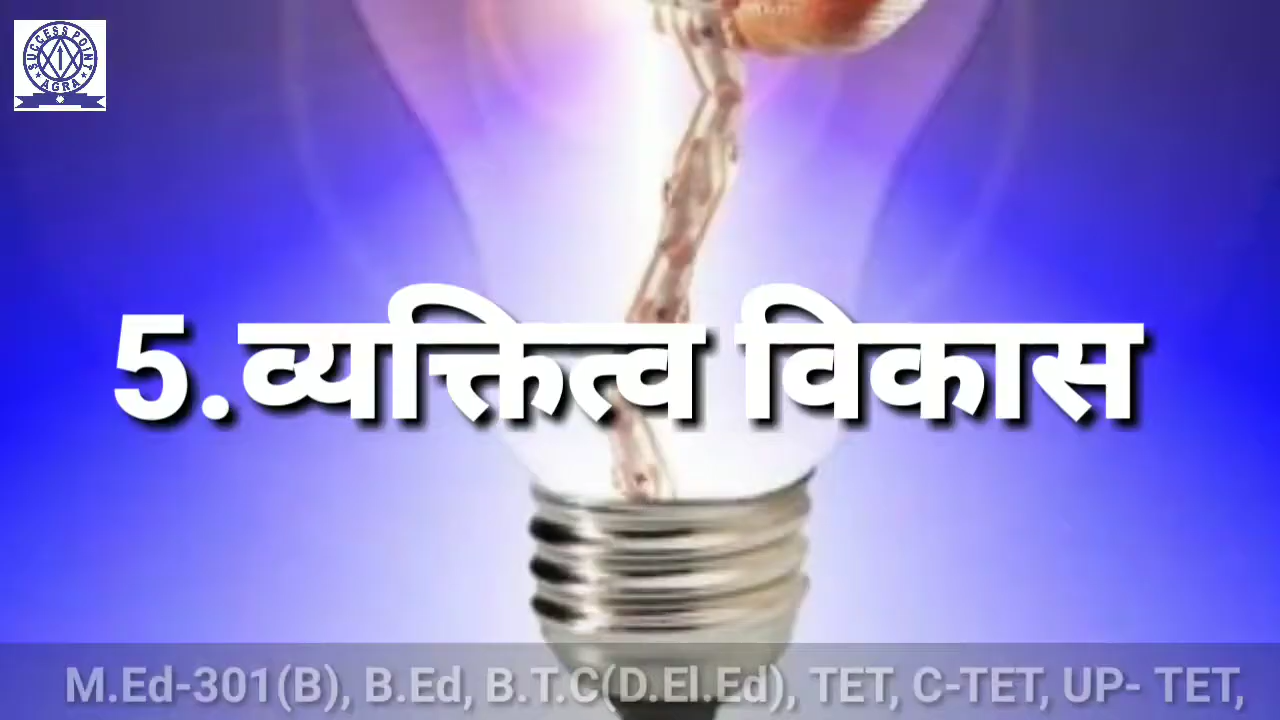 SUCCESS POINT
AGRA
5.व्यक्तित्व विकास
M.Ed-301(B), B.Ed, B.T.C(D.El.Ed), TET, C-TET, UP- TET,